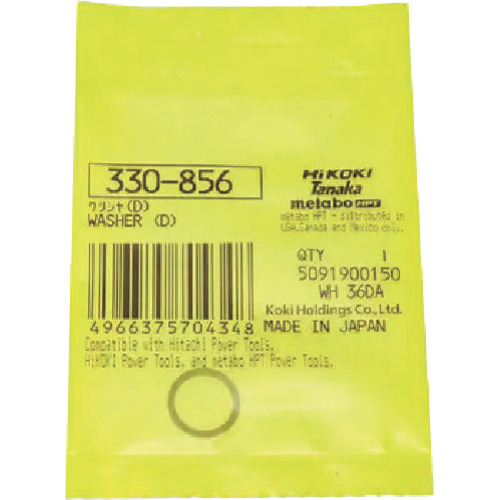 330-856
ワツシヤ(D)
WASHER (D)
4966375704348
HiKOKI
Tanaka
metabo HPT
metabo HPT - distributed in
USA,Canada and Mexico only.
QTY 1
5091900150
WH 36DA
Koki Holdings Co.,Ltd.
MADE IN JAPAN
Compatible with Hitachi Power Tools,
HiKOKI Power Tools, and metabo HPT Power Tools.